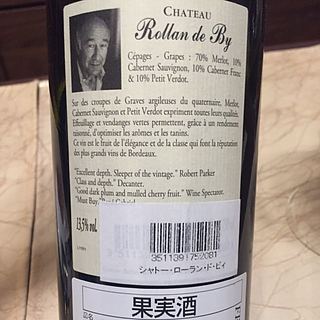 CHATEAU
Rollan de By
Cépages - Grapes : 70% Merlot, 10%
Cabernet Sauvignon, 10% Cabernet Franc
& 10% Petit Verdot.
Sur des croupes de Graves argileuses du quaternaire, Merlot,
Cabernet Sauvignon et Petit Verdot expriment toutes leurs qualités.
Effeuillage et vendanges vertes permettent, grâce à un rendement
raisonné, d'optimiser les arômes et les tanins.
Ce vin est le fruit de l'élégance et de la classe qui font la réputation
des plus grands vins de Bordeaux.
"Excellent depth. Sleeper of the vintage." Robert Parker
"Class and depth." Decanter.
"Good dark plum and mulled cherry fruit." Wine Spectator.
"Must Buy"
13,5% vol.
3511391752081
シャトー・ローラン・ド・ビィ
果実酒
品名